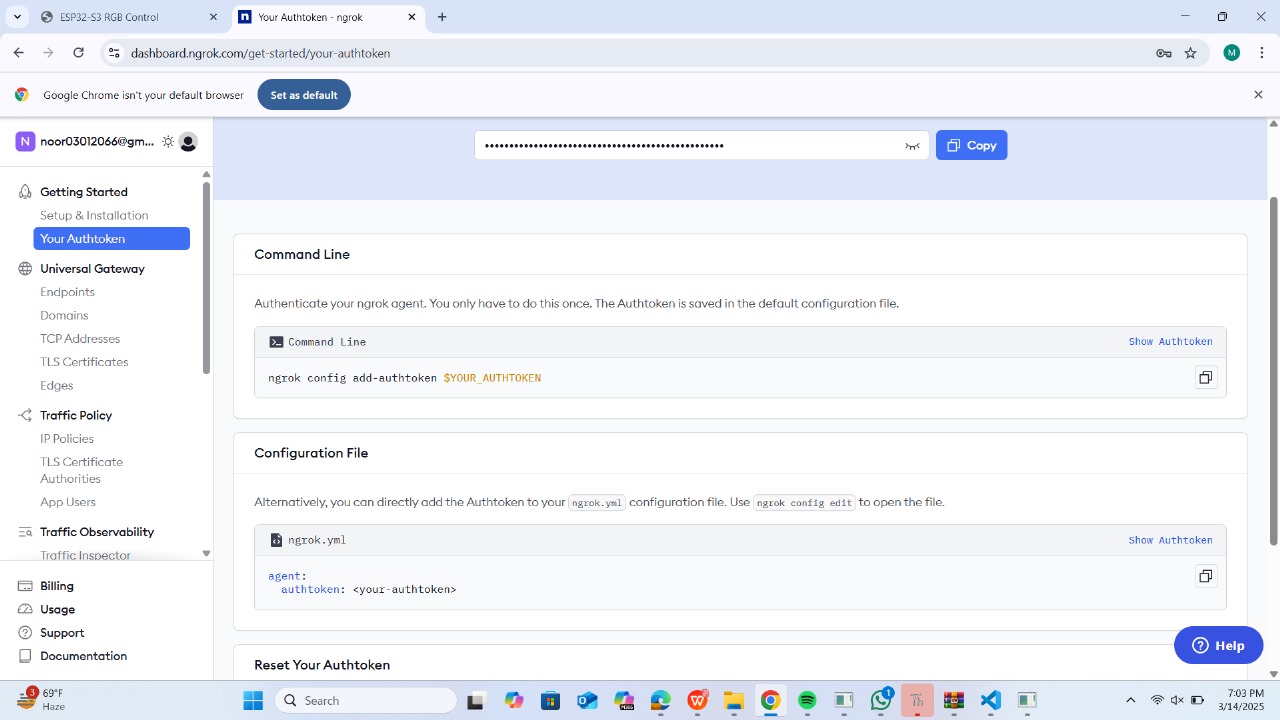 ESP32-S3 RGB Control
Your Authtoken - ngrok
dashboard.ngrok.com/get-started/your-authtoken
M
Google Chrome isn't your default browser
Set as default
N
noor03012066@gm...
••••••••••••••••••••••••••••••••••••••••••••••••• 
Copy
Getting Started
Setup & Installation
Your Authtoken
Universal Gateway
Endpoints
Domains
TCP Addresses
TLS Certificates
Edges
Traffic Policy
IP Policies
TLS Certificate
Authorities
App Users
Traffic Observability
Traffic Inspector
Billing
Usage
Support
Documentation
Command Line
Authenticate your ngrok agent. You only have to do this once. The Authtoken is saved in the default configuration file.
Command Line
Show Authtoken
ngrok config add-authtoken $YOUR_AUTHTOKEN
Configuration File
Alternatively, you can directly add the Authtoken to your ngrok.yml configuration file. Use ngrok config edit to open the file.
ngrok.yml
Show Authtoken
agent:
authtoken: <your-authtoken>
Reset Your Authtoken
Help
3
69°F
Haze
Search
1
7:03 PM
3/14/2025